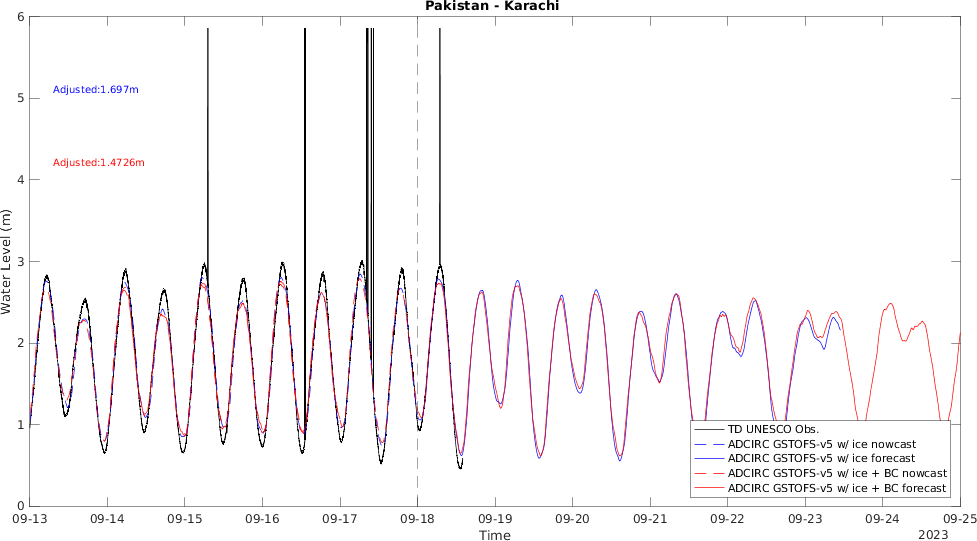 Pakistan - Karachi
6
5
4
3
2
1
0
Water Level (m)
Adjusted:1.697m
Adjusted:1.4726m
TD UNESCO Obs.
ADCIRC GSTOFS-v5 w/ ice nowcast
ADCIRC GSTOFS-v5 w/ ice forecast
ADCIRC GSTOFS-v5 w/ ice + BC nowcast
ADCIRC GSTOFS-v5 w/ ice + BC forecast
09-13 09-14 09-15 09-16 09-17 09-18 09-19 09-20 09-21 09-22 09-23 09-24 09-25
Time
2023